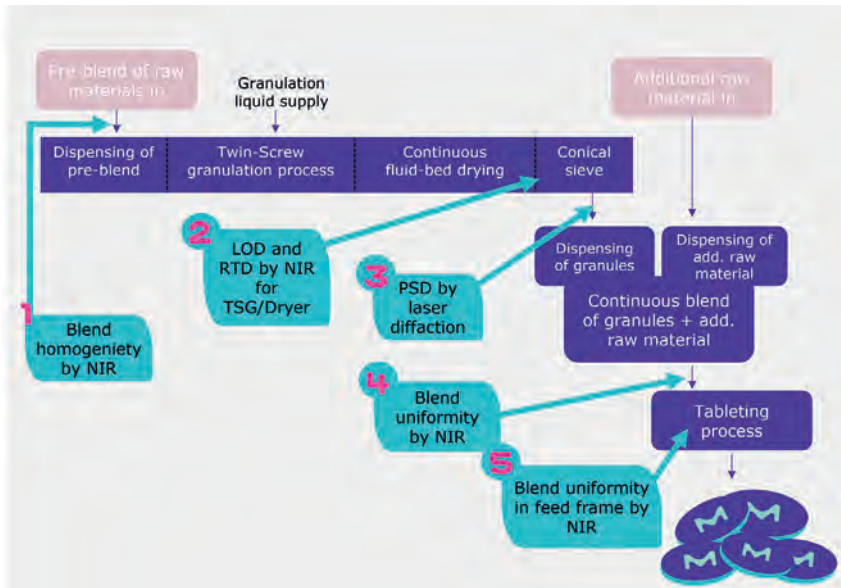 Pre-blend of raw
materials in
Granulation
liquid supply
Additional raw
material in
Dispensing of
pre-blend
Twin-Screw
granulation process
Continuous
fluid-bed drying
Conical
sieve
1
Blend
homogeniety
by NIR
2
LOD and
RTD by NIR
for
TSG/Dryer
3
PSD by
laser
diffaction
Dispensing
of granules
Dispensing of
add. raw
material
Continuous blend
of granules + add.
raw material
4
Blend
uniformity
by NIR
5
Blend uniformity
in feed frame by
NIR
Tableting
process
M
M
M
M
M